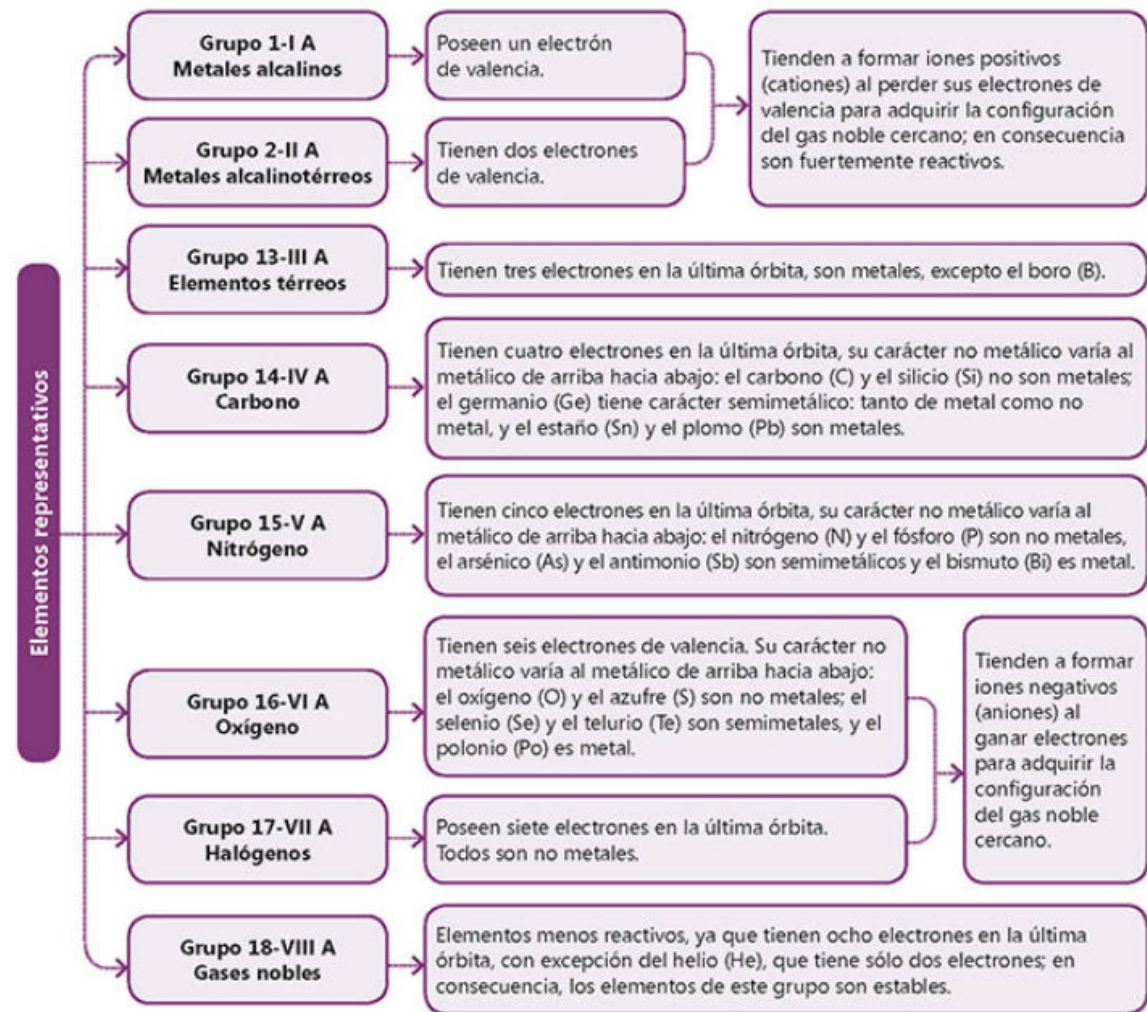 Elementos representativos
Grupo 1-I A
Metales alcalinos
Poseen un electrón
de valencia.
Grupo 2-II A
Metales alcalinotérreos
Tienen dos electrones
de valencia.
Tienden a formar iones positivos
(cationes) al perder sus electrones de
valencia para adquirir la configuración
del gas noble cercano; en consecuencia
son fuertemente reactivos.
Grupo 13-III A
Elementos térreos
Tienen tres electrones en la última órbita, son metales, excepto el boro (B).
Grupo 14-IV A
Carbono
Tienen cuatro electrones en la última órbita, su carácter no metálico varía al
metálico de arriba hacia abajo: el carbono (C) y el silicio (Si) no son metales;
el germanio (Ge) tiene carácter semimetálico: tanto de metal como no
metal, y el estaño (Sn) y el plomo (Pb) son metales.
Grupo 15-V A
Nitrógeno
Tienen cinco electrones en la última órbita, su carácter no metálico varía al
metálico de arriba hacia abajo: el nitrógeno (N) y el fósforo (P) son no metales,
el arsénico (As) y el antimonio (Sb) son semimetálicos y el bismuto (Bi) es metal.
Grupo 16-VI A
Oxígeno
Tienen seis electrones de valencia. Su carácter no
metálico varía al metálico de arriba hacia abajo:
el oxígeno (O) y el azufre (S) son no metales; el
selenio (Se) y el telurio (Te) son semimetales, y el
polonio (Po) es metal.
Grupo 17-VII A
Halógenos
Poseen siete electrones en la última órbita.
Todos son no metales.
Tienden a formar
iones negativos
(aniones) al
ganar electrones
para adquirir la
configuración
del gas noble
cercano.
Grupo 18-VIII A
Gases nobles
Elementos menos reactivos, ya que tienen ocho electrones en la última
órbita, con excepción del helio (He), que tiene sólo dos electrones; en
consecuencia, los elementos de este grupo son estables.